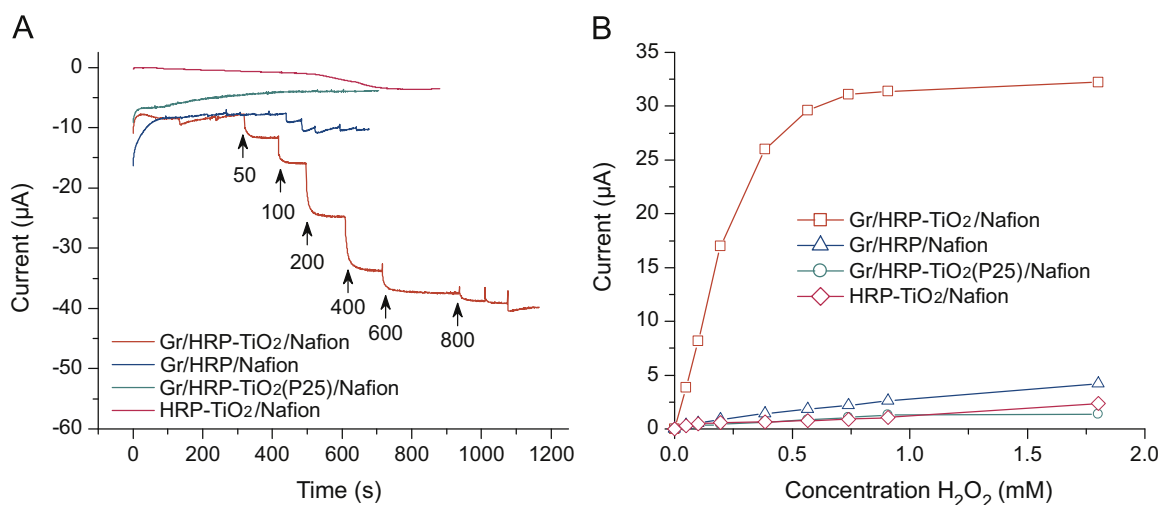 A
Current (µA)
0
-10
-20
-30
-40
-50
-60
50
100
200
400
600
800
Gr/HRP-TiO₂/Nafion
Gr/HRP/Nafion
Gr/HRP-TiO₂(P25)/Nafion
HRP-TiO₂/Nafion
0 200 400 600 800 1000 1200
Time (s)
B
Current (µA)
35
30
25
20
15
10
5
0
Gr/HRP-TiO₂/Nafion
Gr/HRP/Nafion
Gr/HRP-TiO₂(P25)/Nafion
HRP-TiO₂/Nafion
0.0 0.5 1.0 1.5 2.0
Concentration H₂O₂ (mM)